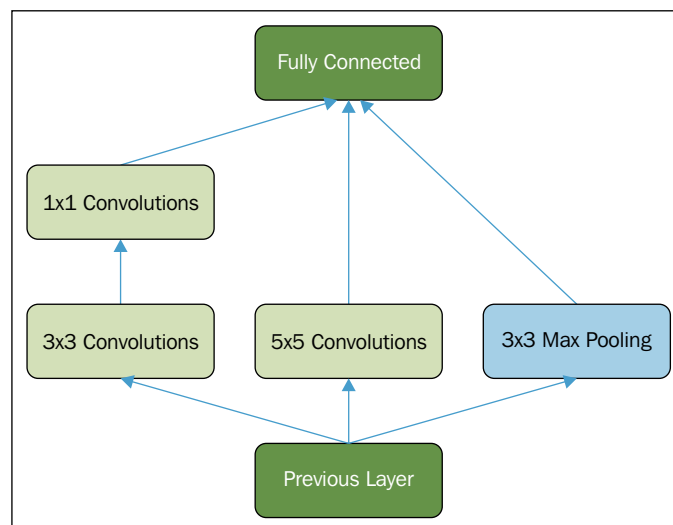 Fully Connected
1x1 Convolutions
3x3 Convolutions
5x5 Convolutions
3x3 Max Pooling
Previous Layer